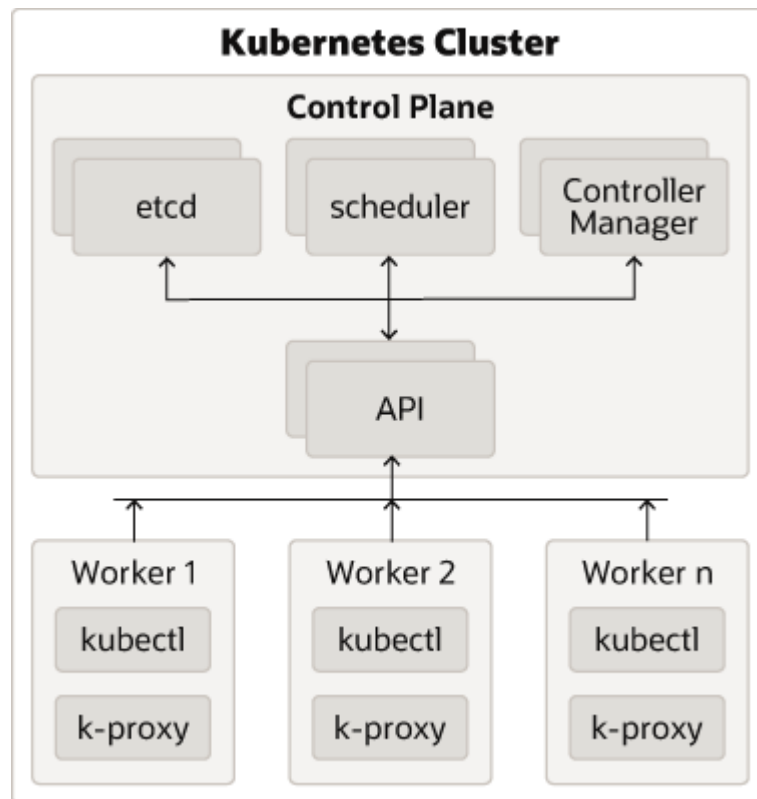 Kubernetes Cluster
Control Plane
etcd
scheduler
Controller
Manager
API
Worker 1
kubectl
k-proxy
Worker 2
kubectl
k-proxy
Worker n
kubectl
k-proxy